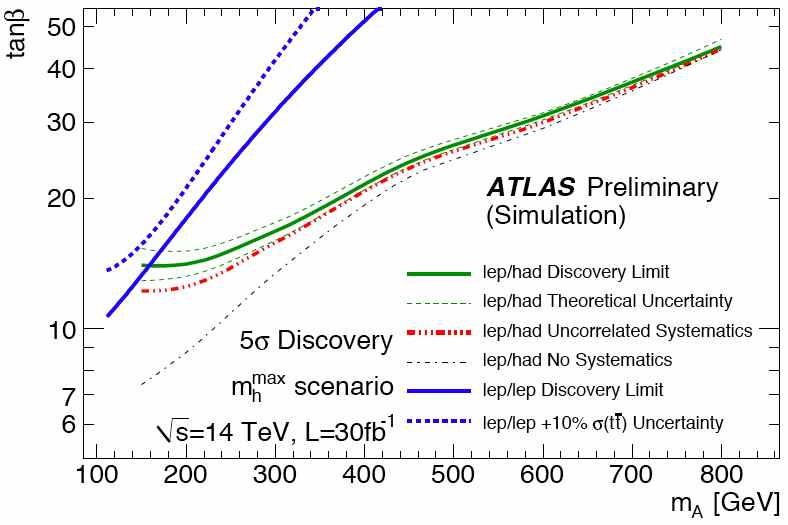 tanβ
50
40
30
20
10
7
6
ATLAS Preliminary
(Simulation)
lep/had Discovery Limit
lep/had Theoretical Uncertainty
lep/had Uncorrelated Systematics
lep/had No Systematics
lep/lep Discovery Limit
lep/lep +10% σ(tt̄) Uncertainty
5σ Discovery
m_h^max scenario
√s=14 TeV, L=30fb⁻¹
100 200 300 400 500 600 700 800
m_A [GeV]